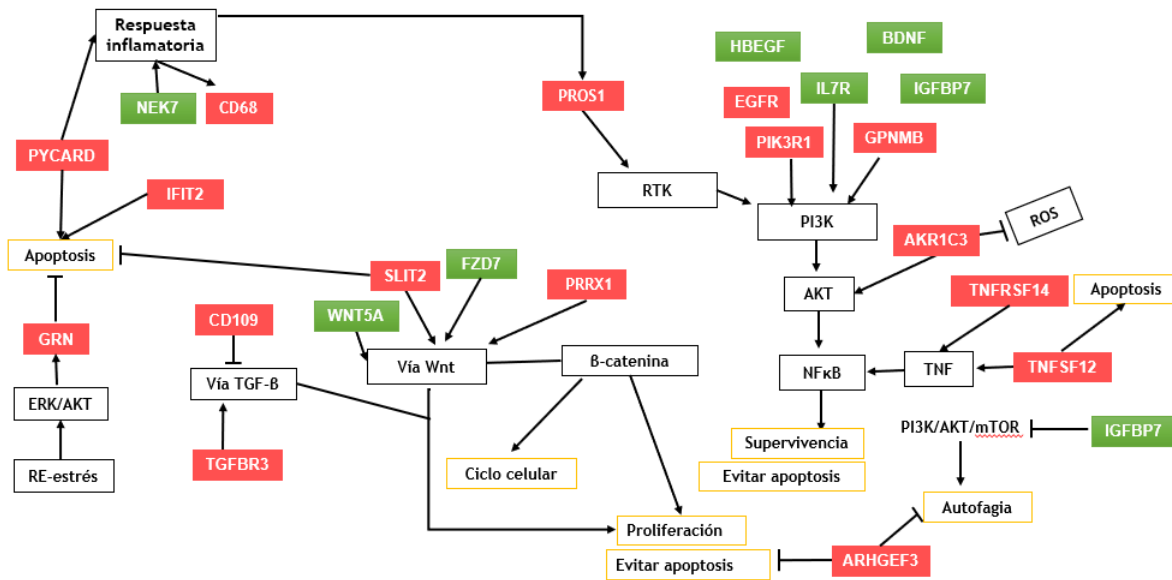 Respuesta
inflamatoria
HBEGF
BDNF
NEK7
CD68
PROS1
EGFR
IL7R
IGFBP7
PYCARD
PIK3R1
GPNMB
IFIT2
RTK
PI3K
ROS
AKR1C3
Apoptosis
SLIT2
FZD7
PRRX1
AKT
TNFRSF14
Apoptosis
CD109
WNT5A
GRN
Vía Wnt
ß-catenina
NFκB
TNF
TNFSF12
Vía TGF-ß
ERK/AKT
PI3K/AKT/mTOR
IGFBP7
Supervivencia
TGFBR3
RE-estrés
Ciclo celular
Evitar apoptosis
Autofagia
Proliferación
Evitar apoptosis
ARHGEF3